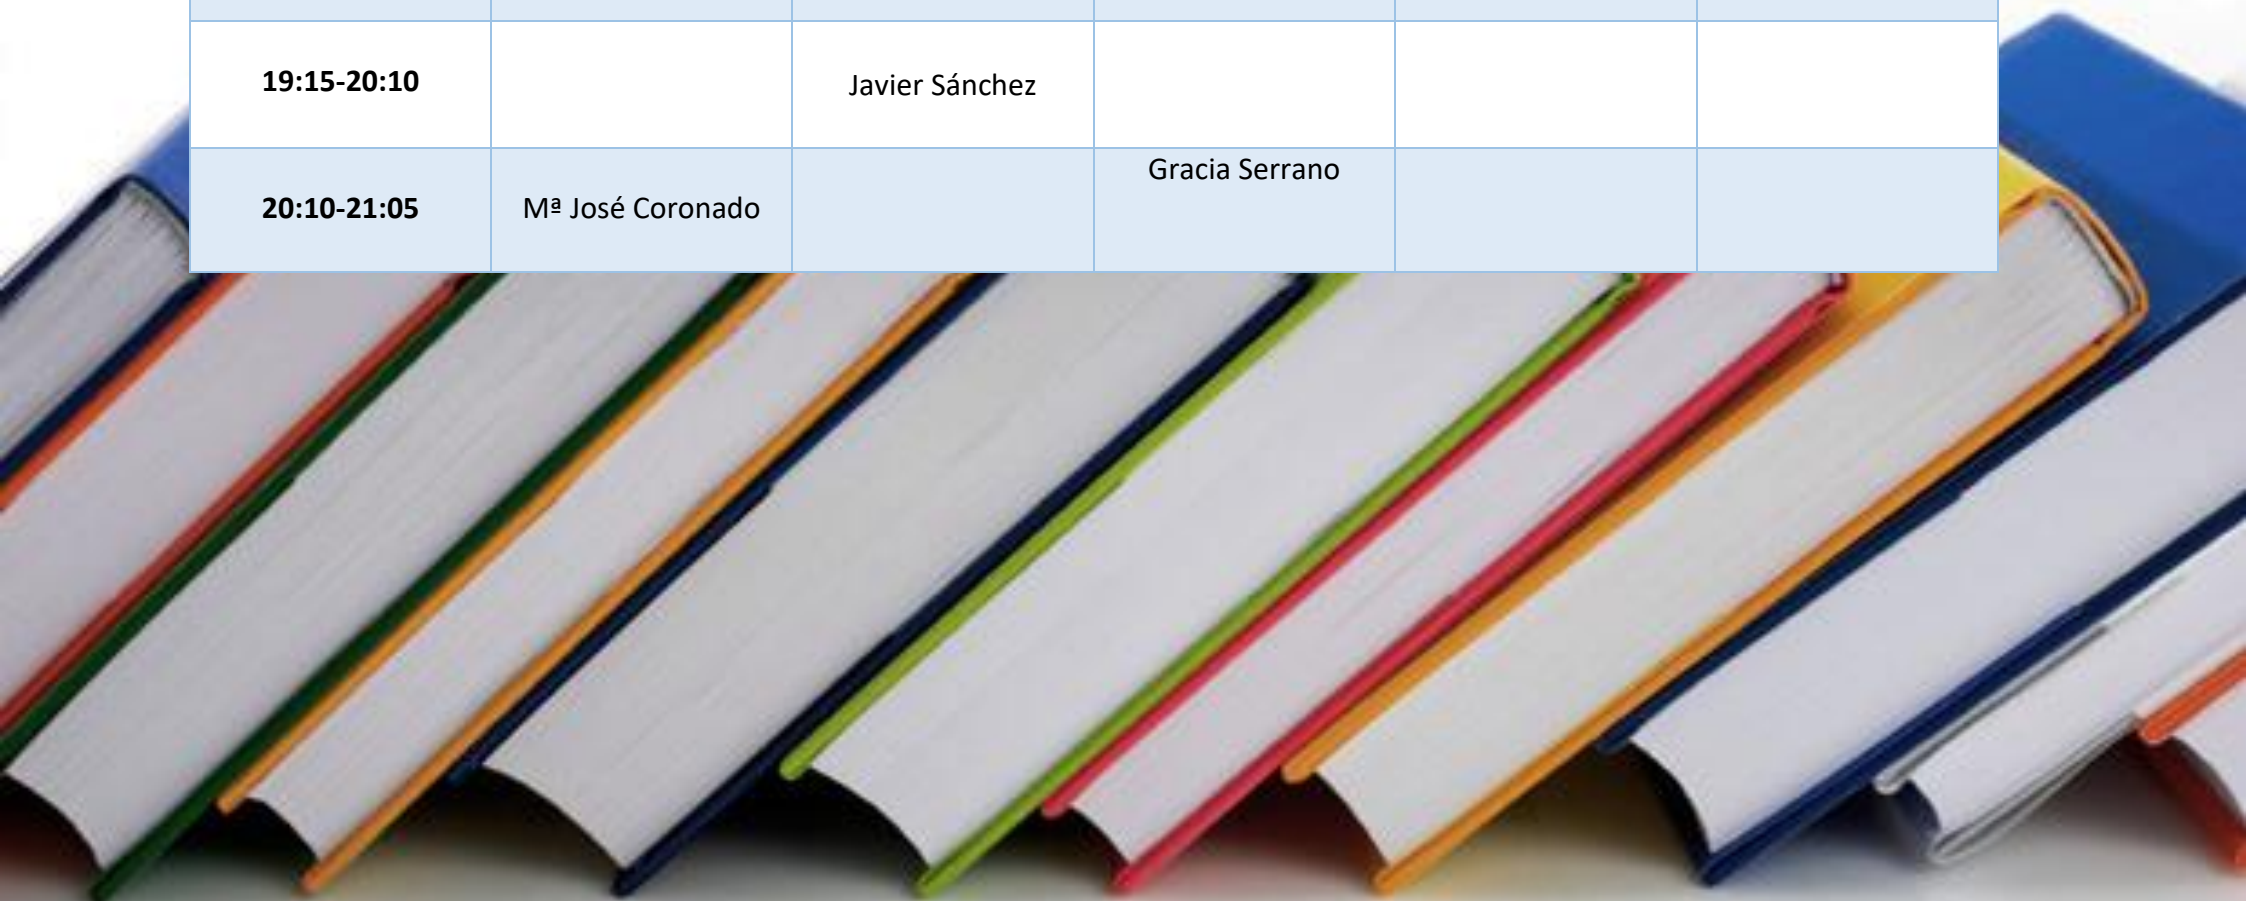 19:15-20:10 Javier Sánchez
Gracia Serrano
20:10-21:05 Mª José Coronado